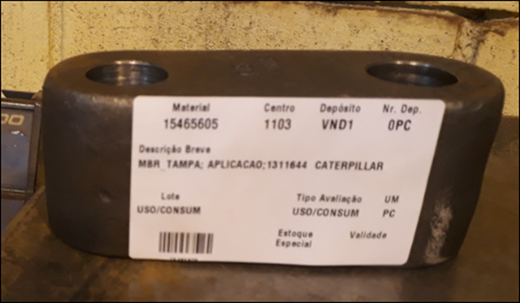 Material Centro Depósito Nr. Dep.
15465605 1103 VND1 0PC
Descrição Breve
MBR_TAMPA; APLICACAO;1311644 CATERPILLAR
Lote Tipo Avaliação UM
USO/CONSUM USO/CONSUM PC
Estoque Especial Validade